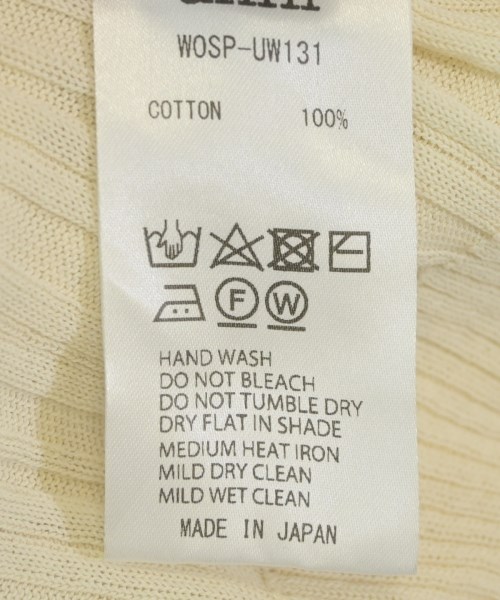 WOSP-UW131
COTTON 100%
F W
HAND WASH
DO NOT BLEACH
DO NOT TUMBLE DRY
DRY FLAT IN SHADE
MEDIUM HEAT IRON
MILD DRY CLEAN
MILD WET CLEAN
MADE IN JAPAN